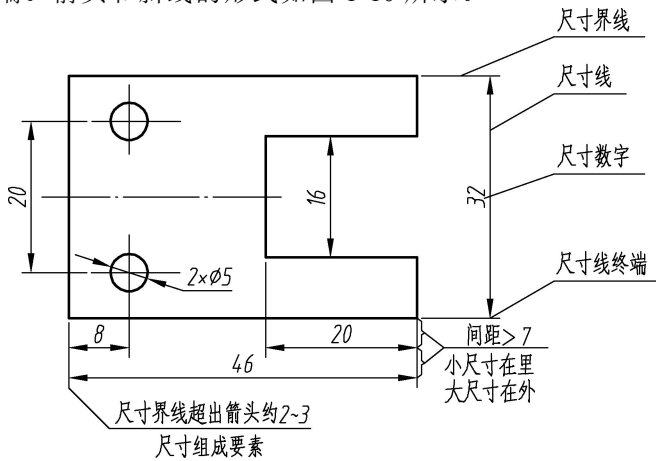 尺寸界线
尺寸线
尺寸数字
尺寸线终端
20
16
32
2×φ5
8
20
46
间距>7
小尺寸在里
大尺寸在外
尺寸界线超出箭头约2~3
尺寸组成要素